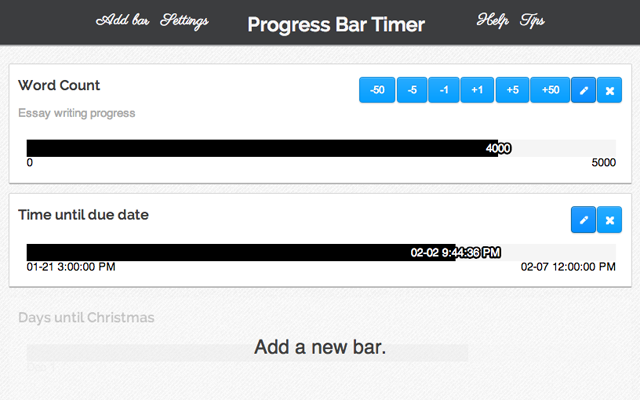 Add bar Settings Progress Bar Timer Help Tips
Word Count -50 -5 -1 +1 +5 +50
Essay writing progress
4000
0 5000
Time until due date
02-02 9:44:36 PM
01-21 3:00:00 PM 02-07 12:00:00 PM
Days until Christmas
Add a new bar.